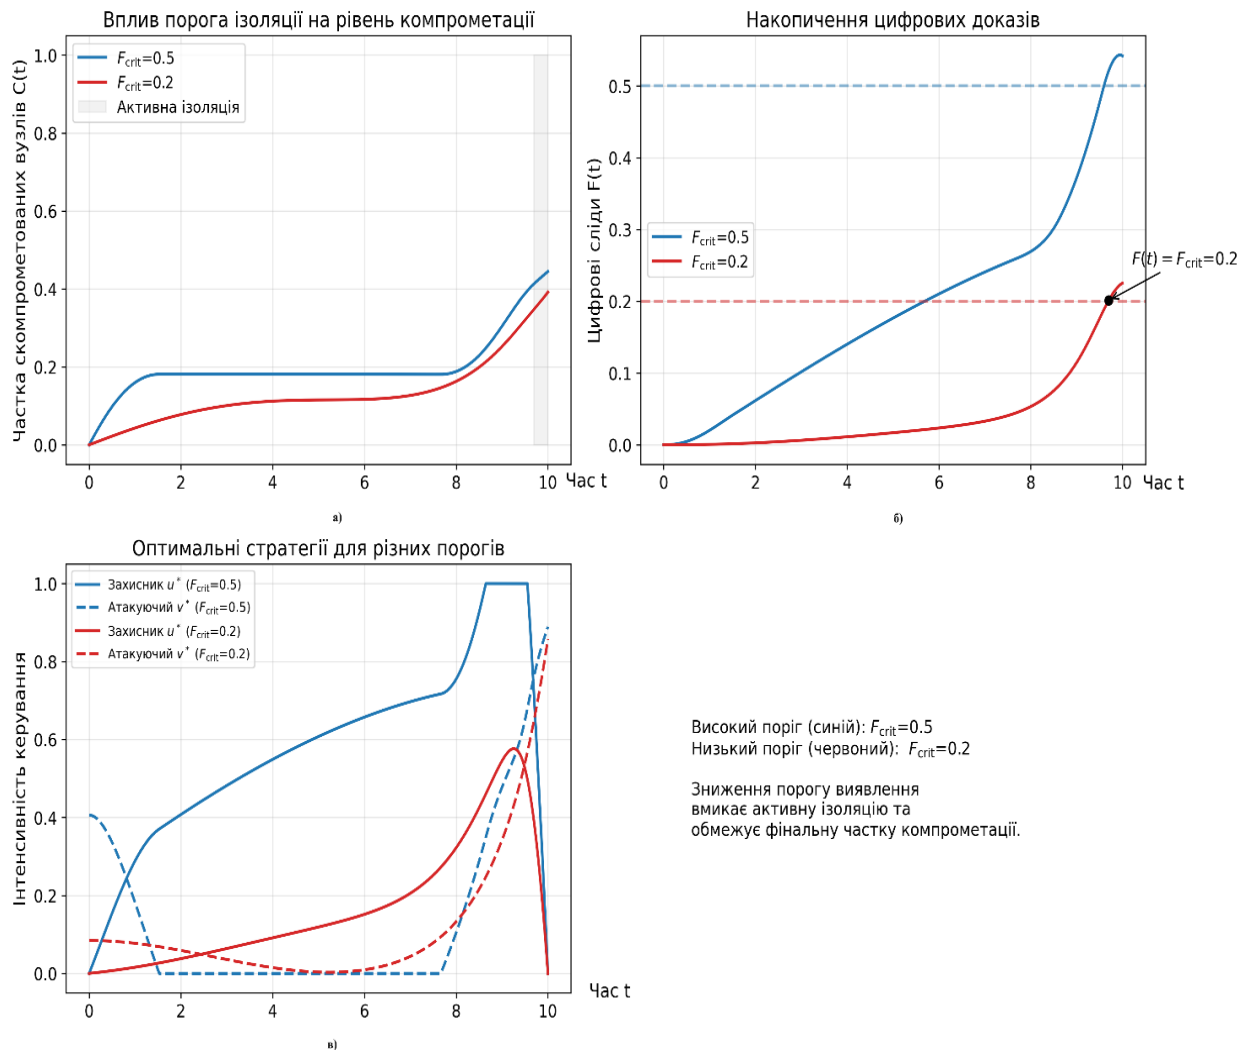 Вплив порога ізоляції на рівень компрометації
Частка скомпрометованих вузлів C(t)
1.0
0.8
0.6
0.4
0.2
0.0
F_crit=0.5
F_crit=0.2
Активна ізоляція
0 2 4 6 8 10
Час t
а)
Накопичення цифрових доказів
Цифрові сліди F(t)
0.5
0.4
0.3
0.2
0.1
0.0
F_crit=0.5
F_crit=0.2
F(t) = F_crit=0.2
0 2 4 6 8 10
Час t
б)
Оптимальні стратегії для різних порогів
Інтенсивність керування
1.0
0.8
0.6
0.4
0.2
0.0
Захисник u* (F_crit=0.5)
Атакуючий v* (F_crit=0.5)
Захисник u* (F_crit=0.2)
Атакуючий v* (F_crit=0.2)
0 2 4 6 8 10
Час t
в)
Високий поріг (синій): F_crit=0.5
Низький поріг (червоний): F_crit=0.2
Зниження порогу виявлення
вмикає активну ізоляцію та
обмежує фінальну частку компрометації.